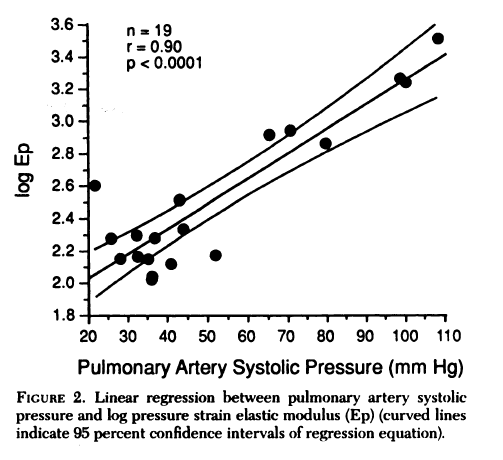 n = 19
r = 0.90
p < 0.0001
3.6
3.4
3.2
3.0
2.8
2.6
2.4
2.2
2.0
1.8
log Ep
20 30 40 50 60 70 80 90 100 110
Pulmonary Artery Systolic Pressure (mm Hg)
FIGURE 2. Linear regression between pulmonary artery systolic
pressure and log pressure strain elastic modulus (Ep) (curved lines
indicate 95 percent confidence intervals of regression equation).